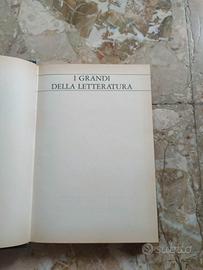 I GRANDI
DELLA LETTERATURA
subito